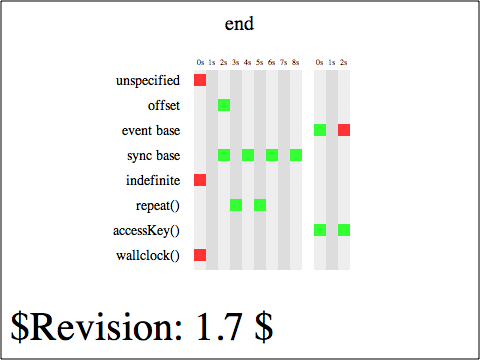 end
0s 1s 2s 3s 4s 5s 6s 7s 8s 0s 1s 2s
unspecified
offset
event base
sync base
indefinite
repeat()
accessKey()
wallclock()
$Revision: 1.7 $